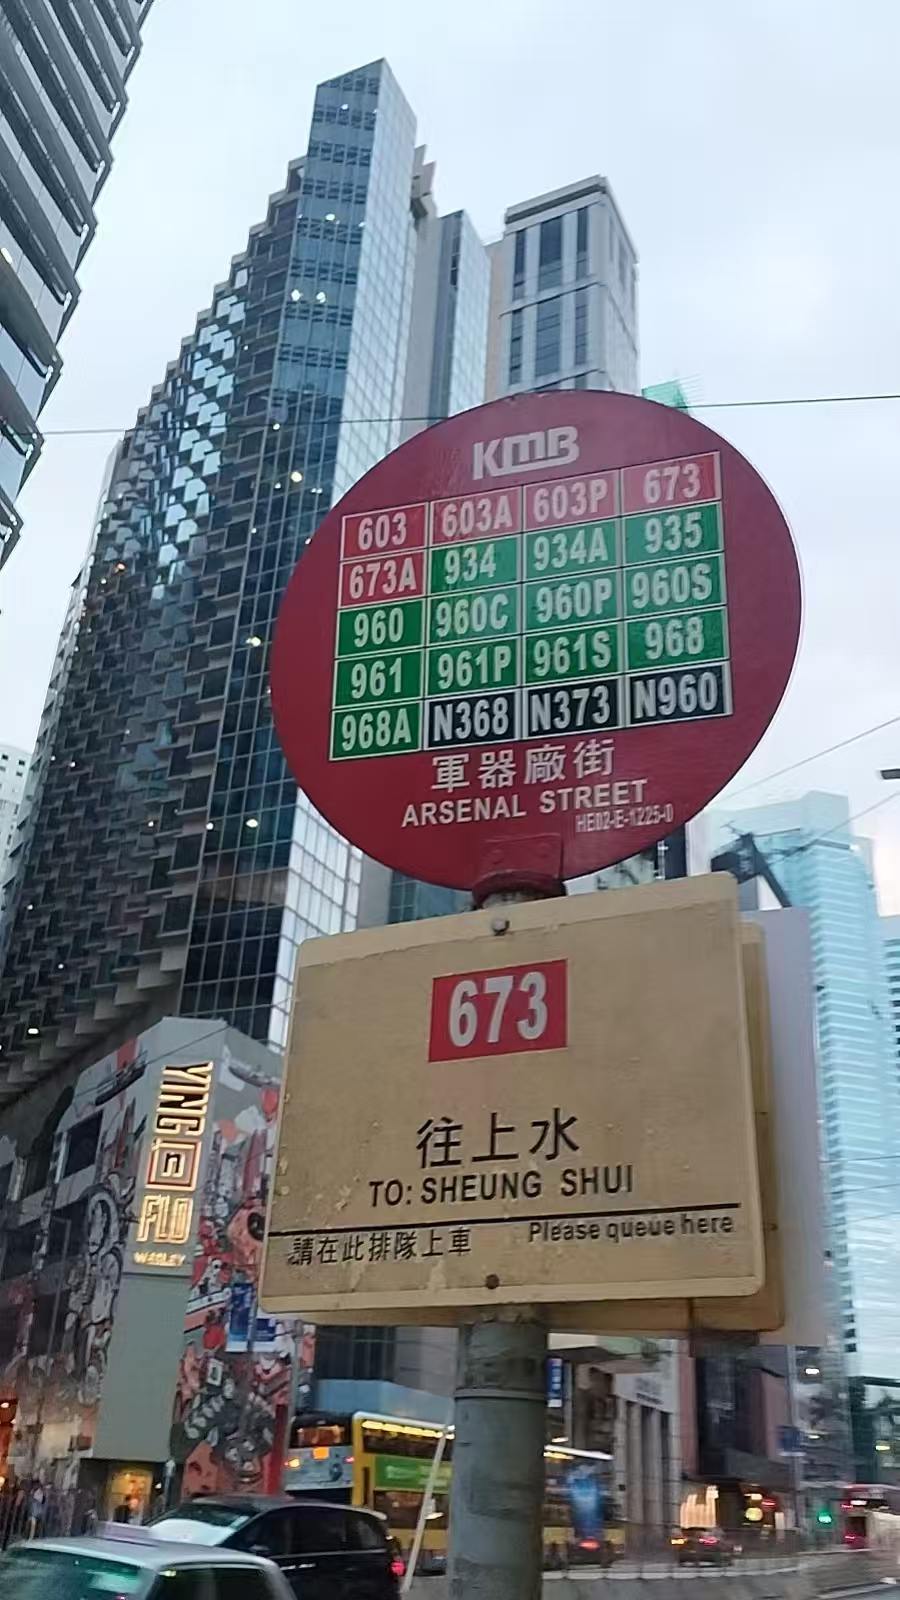 KMB
603 603A 603P 673
673A 934 934A 935
960 960C 960P 960S
961 961P 961S 968
968A N368 N373 N960
軍器廠街
ARSENAL STREET
HE02-E-1225-0
673
往上水
TO: SHEUNG SHUI
請在此排隊上車 Please queue here
YING n FLO
WESLEY